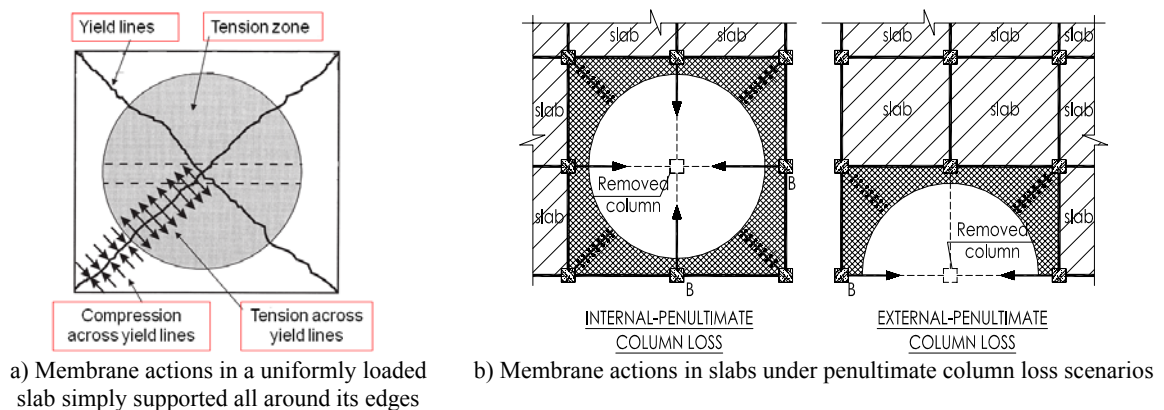 Yield lines
Tension zone
Compression
across yield lines
Tension across
yield lines
a) Membrane actions in a uniformly loaded
slab simply supported all around its edges
slab
slab
slab
slab
slab
Removed
column
B
B
INTERNAL-PENULTIMATE
COLUMN LOSS
slab
slab
slab
slab
slab
slab
slab
slab
Removed
column
B
EXTERNAL-PENULTIMATE
COLUMN LOSS
b) Membrane actions in slabs under penultimate column loss scenarios